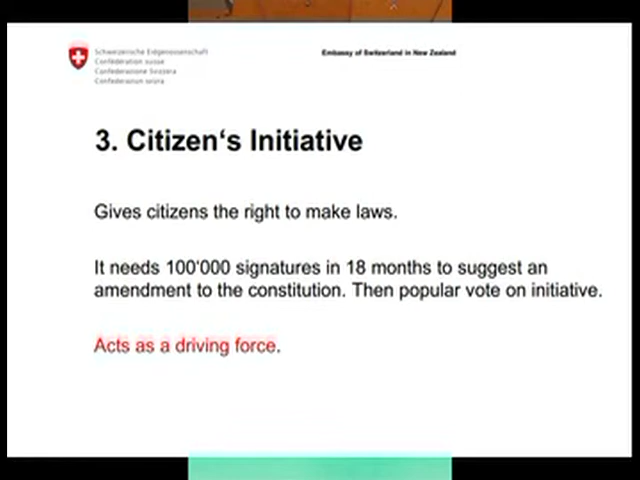 Schweizerische Eidgenossenschaft
Confédération suisse
Confederazione Svizzera
Confederaziun svizra
Embassy of Switzerland in New Zealand
3. Citizen‘s Initiative
Gives citizens the right to make laws.
It needs 100'000 signatures in 18 months to suggest an
amendment to the constitution. Then popular vote on initiative.
Acts as a driving force.